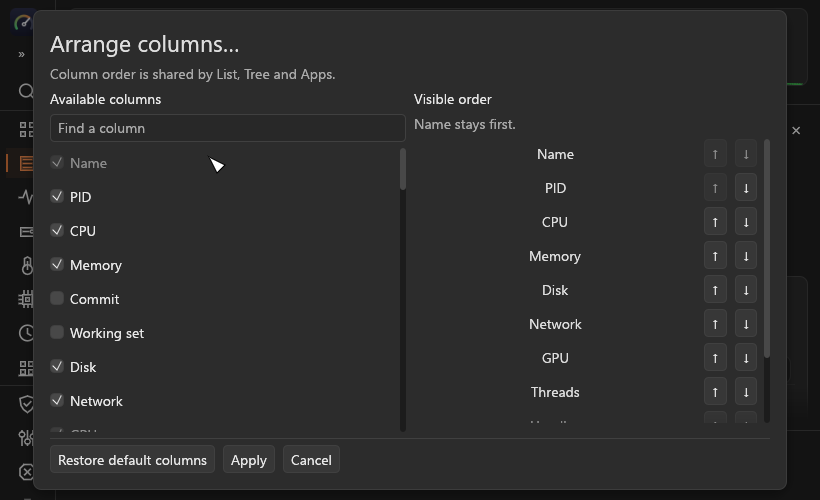 Arrange columns...
Column order is shared by List, Tree and Apps.
Available columns
Find a column
Name
PID
CPU
Memory
Commit
Working set
Disk
Network
Visible order
Name stays first.
Name
PID
CPU
Memory
Disk
Network
GPU
Threads
Restore default columns
Apply
Cancel